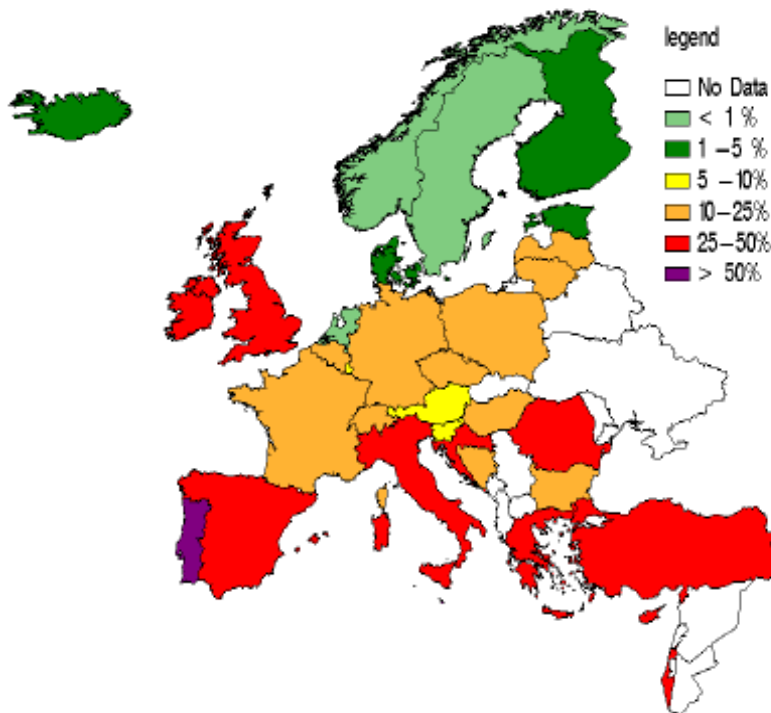 legend
No Data
< 1 %
1 –5 %
5 –10%
10–25%
25–50%
> 50%